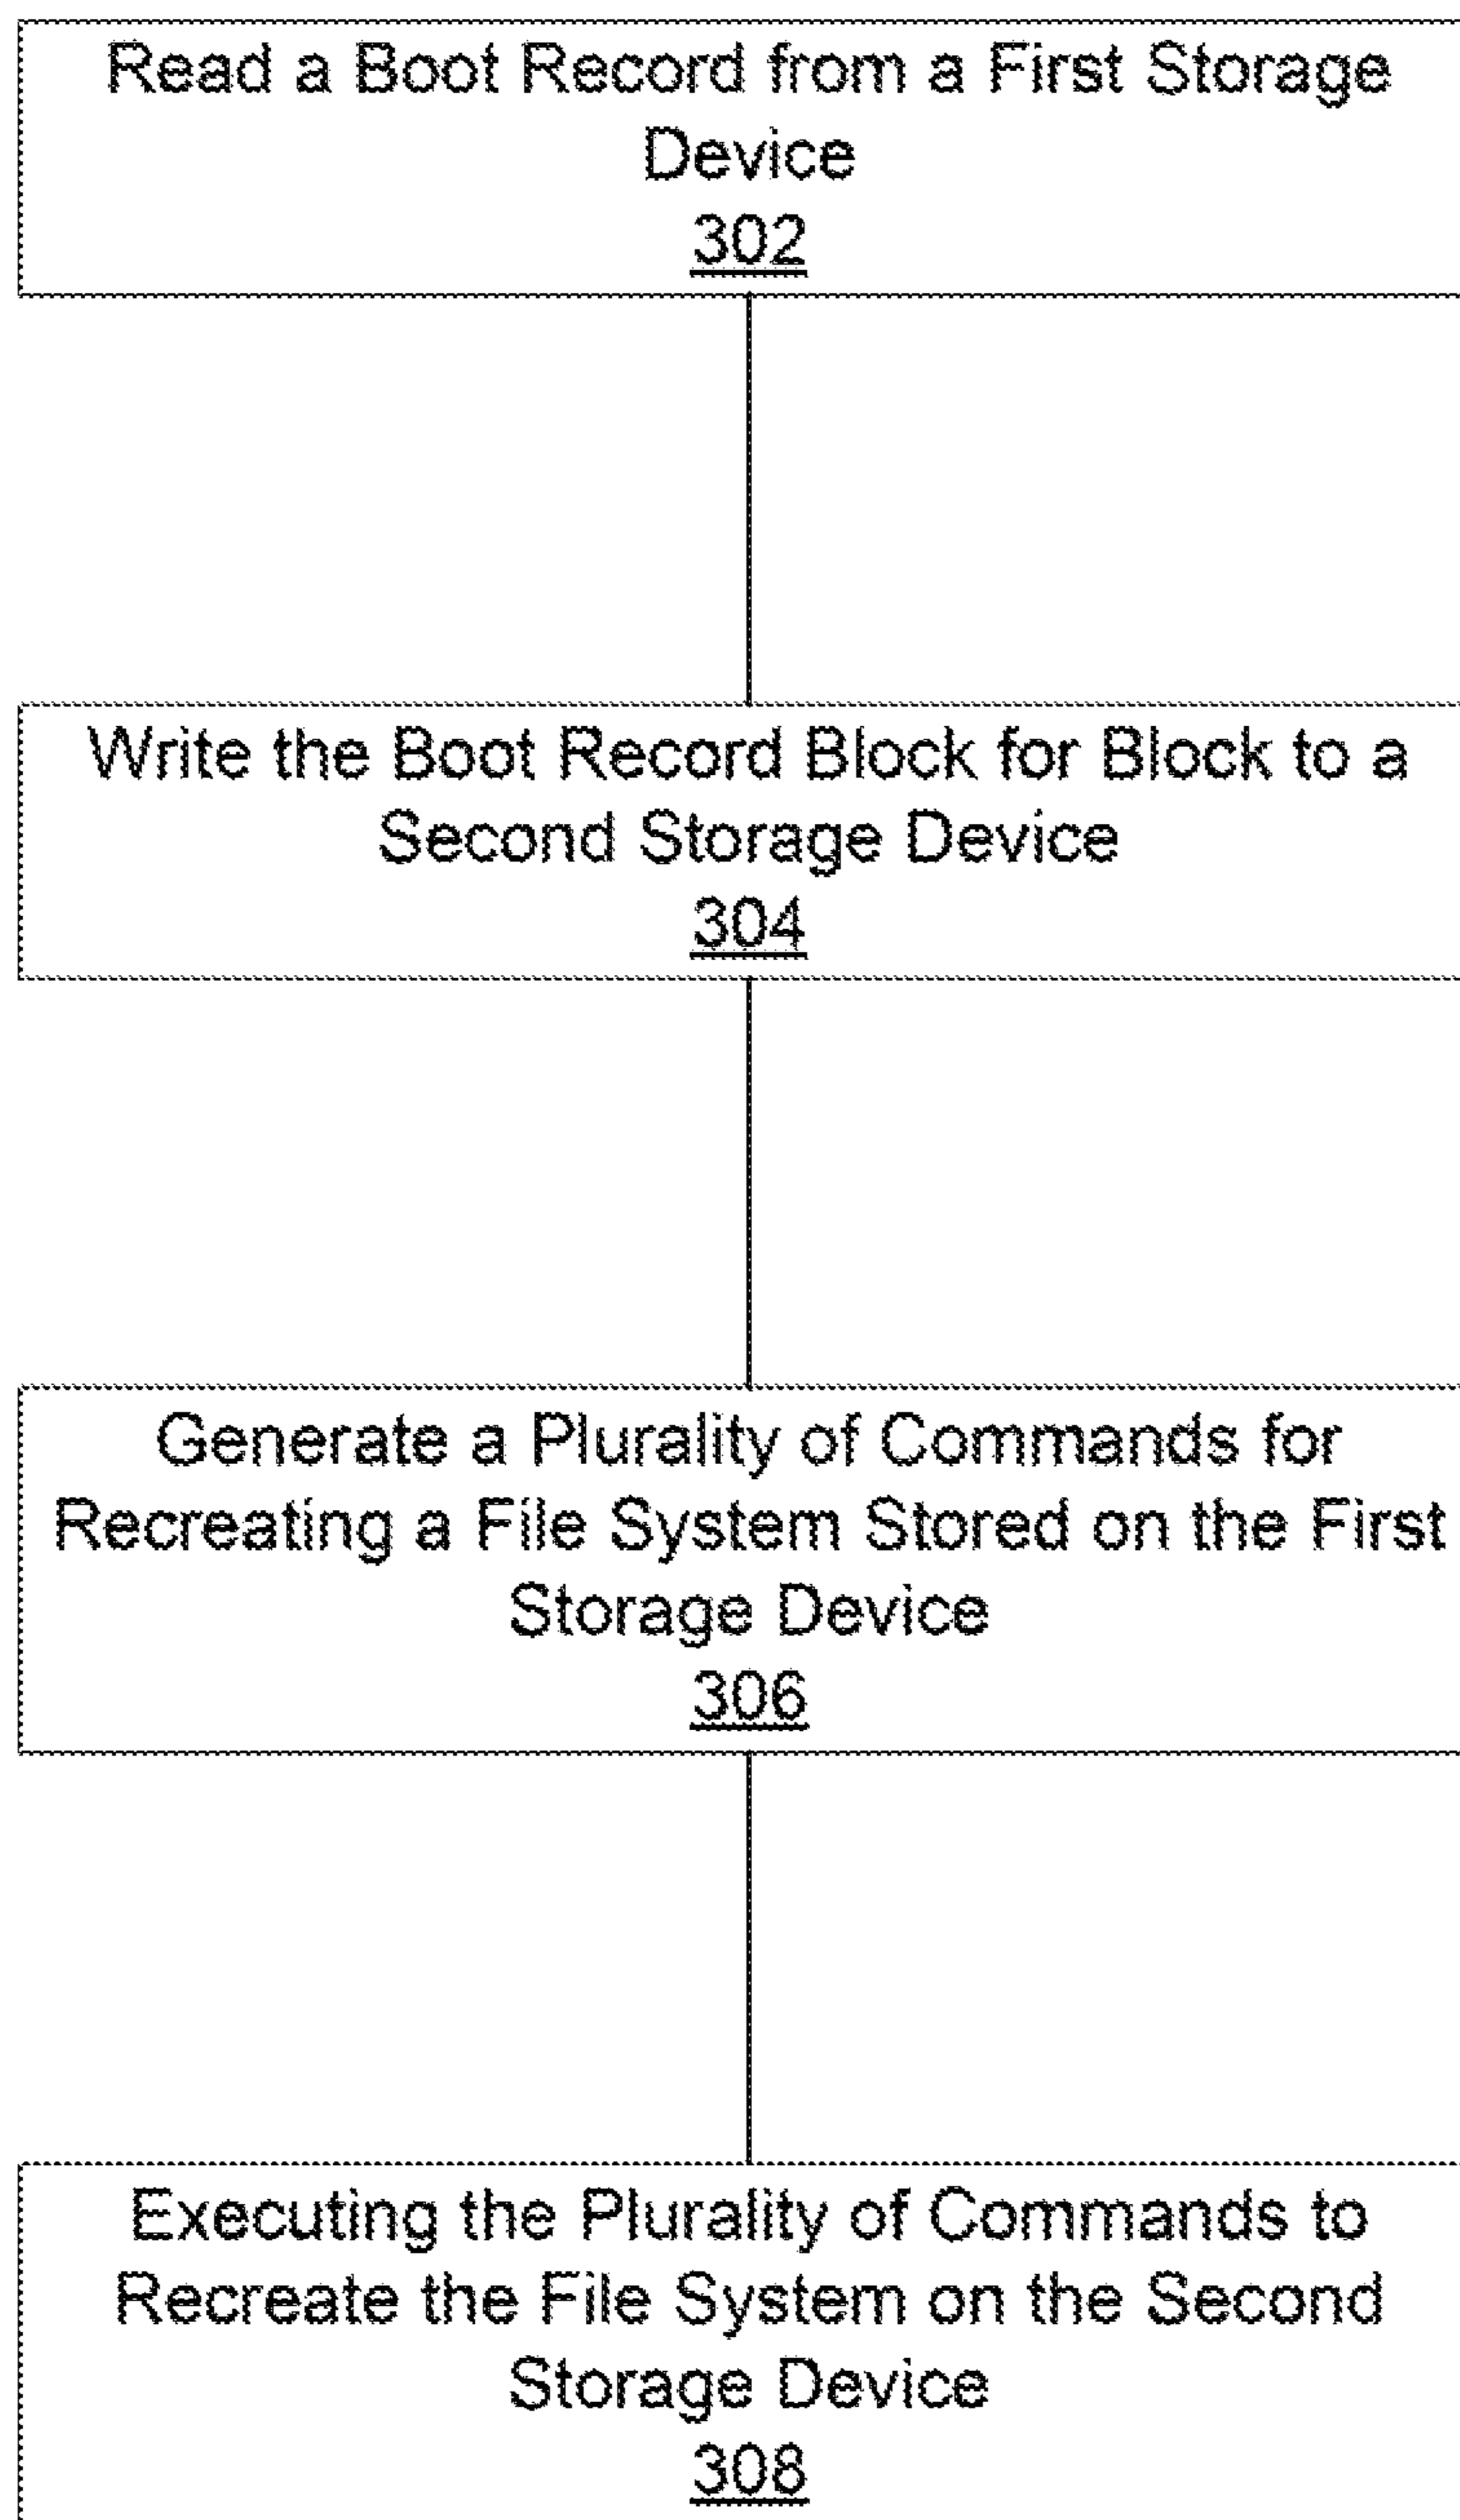 Read a Boot Record from a First Storage
Device
302
Write the Boot Record Block for Block to a
Second Storage Device
304
Generate a Plurality of Commands for
Recreating a File System Stored on the First
Storage Device
306
Executing the Plurality of Commands to
Recreate the File System on the Second
Storage Device
308